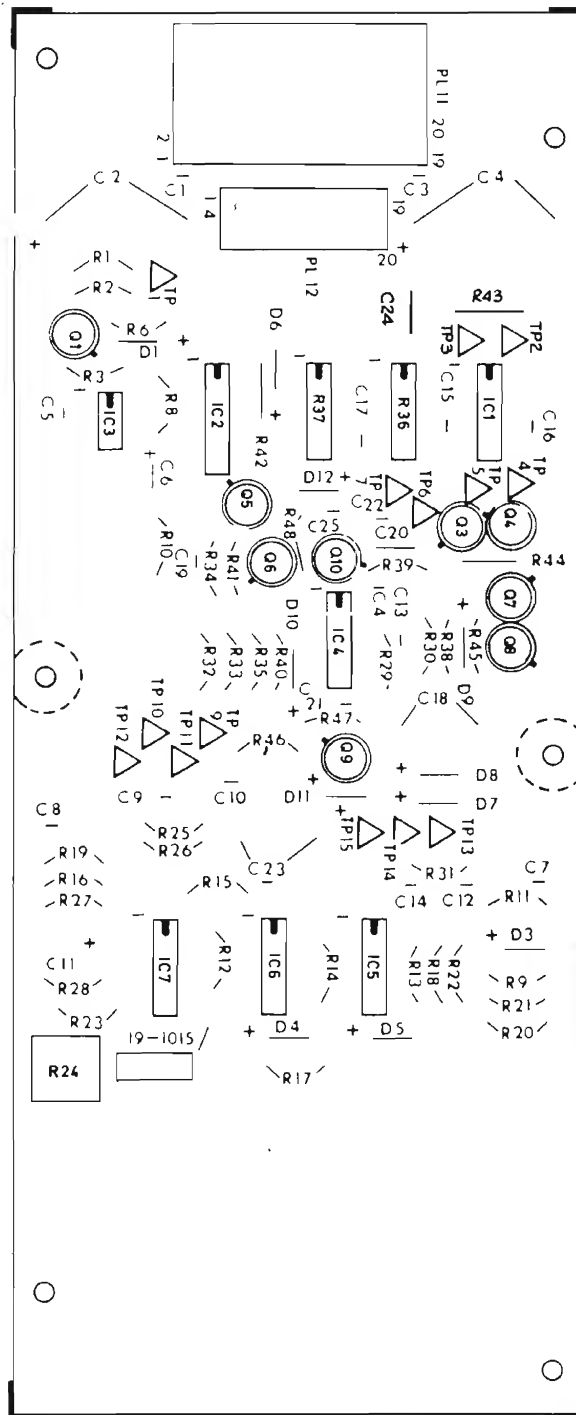 PL11
2
1
20
19
C2
C1
C3
C4
1
4
19
20
+
+
R1
R2
TP
1
PL12
C24
R43
D6
Q1
R6
D1
+
TP3
TP2
R3
C5
IC3
R8
IC2
R37
C17
R36
C15
IC1
C16
+
R42
C6
+
D12
+
TP
7
TP6
TP
5
TP
4
Q5
C22
Q3
Q4
R48
C25
C20
R10
C19
R34
R41
Q6
Q10
R39
R44
D10
IC4
IC4
C13
Q7
Q8
R32
R33
R35
R40
R29
R30
R38
R45
+
C
21
+
R47
C18
D9
TP12
TP10
TP11
TP
9
R46
Q9
+ D8
+ D7
C9
C10
D11
+
+
C8
TP15
TP14
TP13
R25
R26
R19
R16
R27
C23
R31
C7
R15
C14
C12
R11
+
C11
R28
IC7
R12
IC6
R14
IC5
R13
R18
R22
+ D3
R9
R21
R20
R23
19-1015
+ D4
+ D5
R24
R17